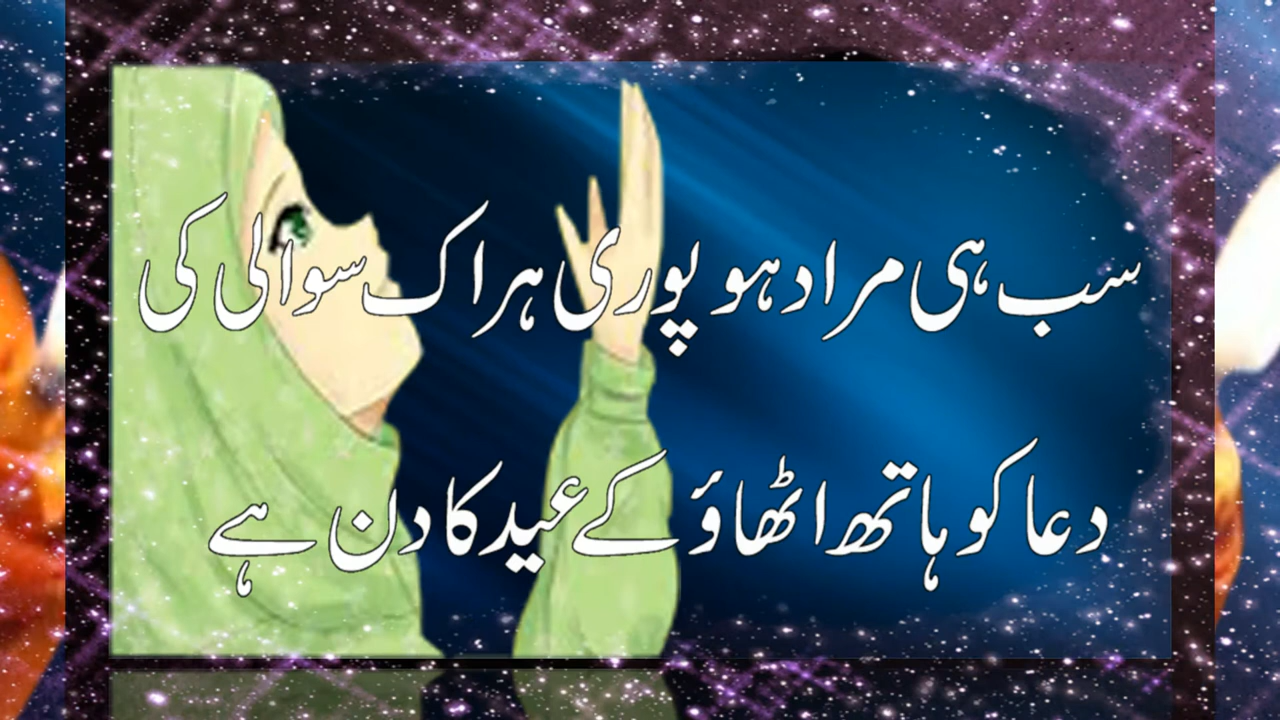 سب ہی مراد ہو پوری ہر اک سوالی کی
دعا کو ہاتھ اٹھاؤ کے عید کا دن ہے